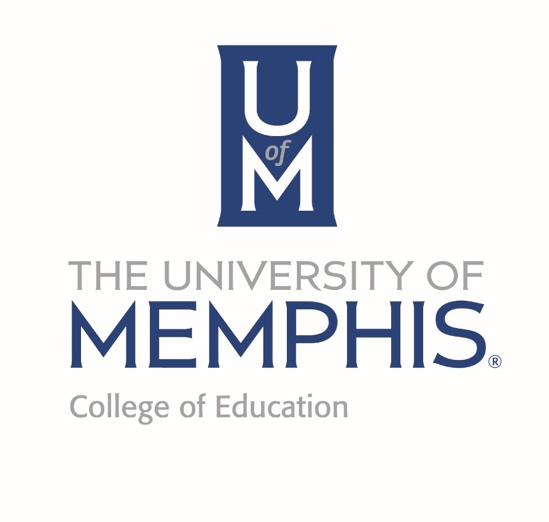 U
of
M
THE UNIVERSITY OF
MEMPHIS®
College of Education